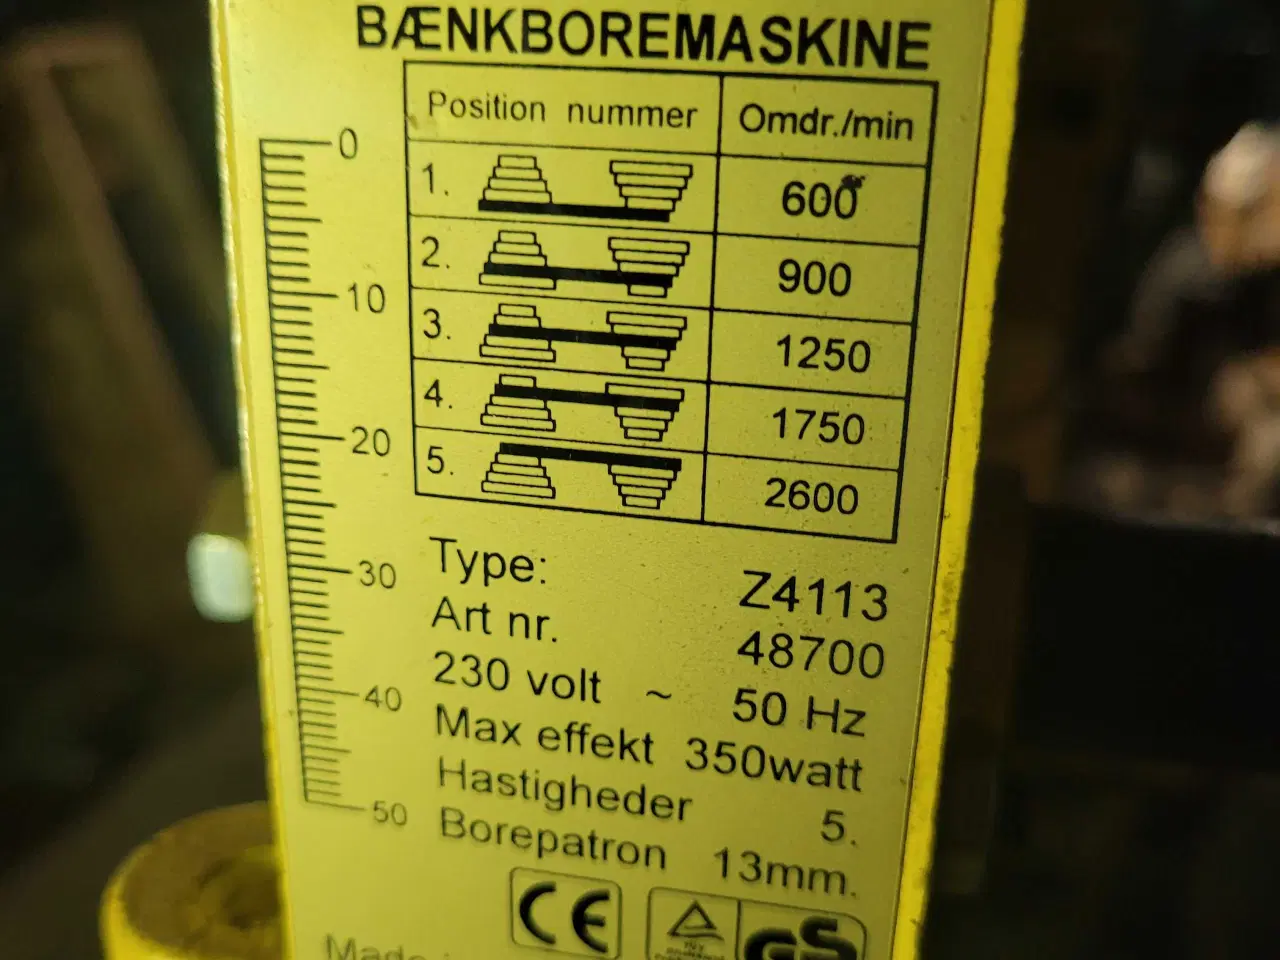 BÆNKBOREMASKINE
Position nummer Omdr./min
1. 600
2. 900
3. 1250
4. 1750
5. 2600
0
10
20
30
40
50
Type: Z4113
Art nr. 48700
230 volt ~ 50 Hz
Max effekt 350watt
Hastigheder 5.
Borepatron 13mm.
CE
GS
Made